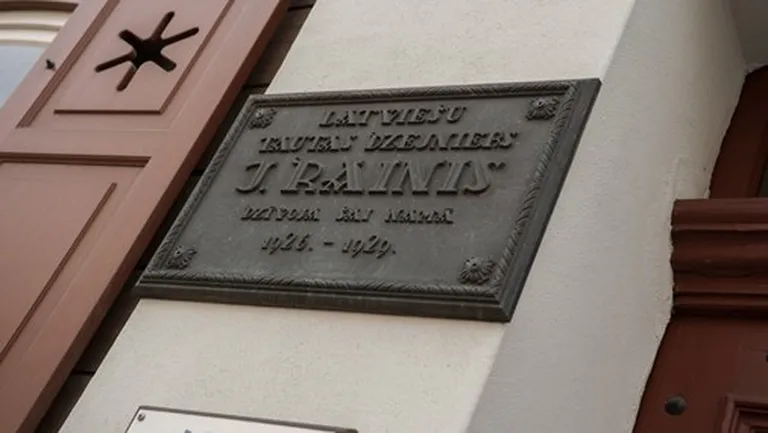 LATVIEŠU
TAUTAS DZEJNIEKS
J. RAINIS
DZĪVOJA ŠAI NAMĀ
1926. - 1929.